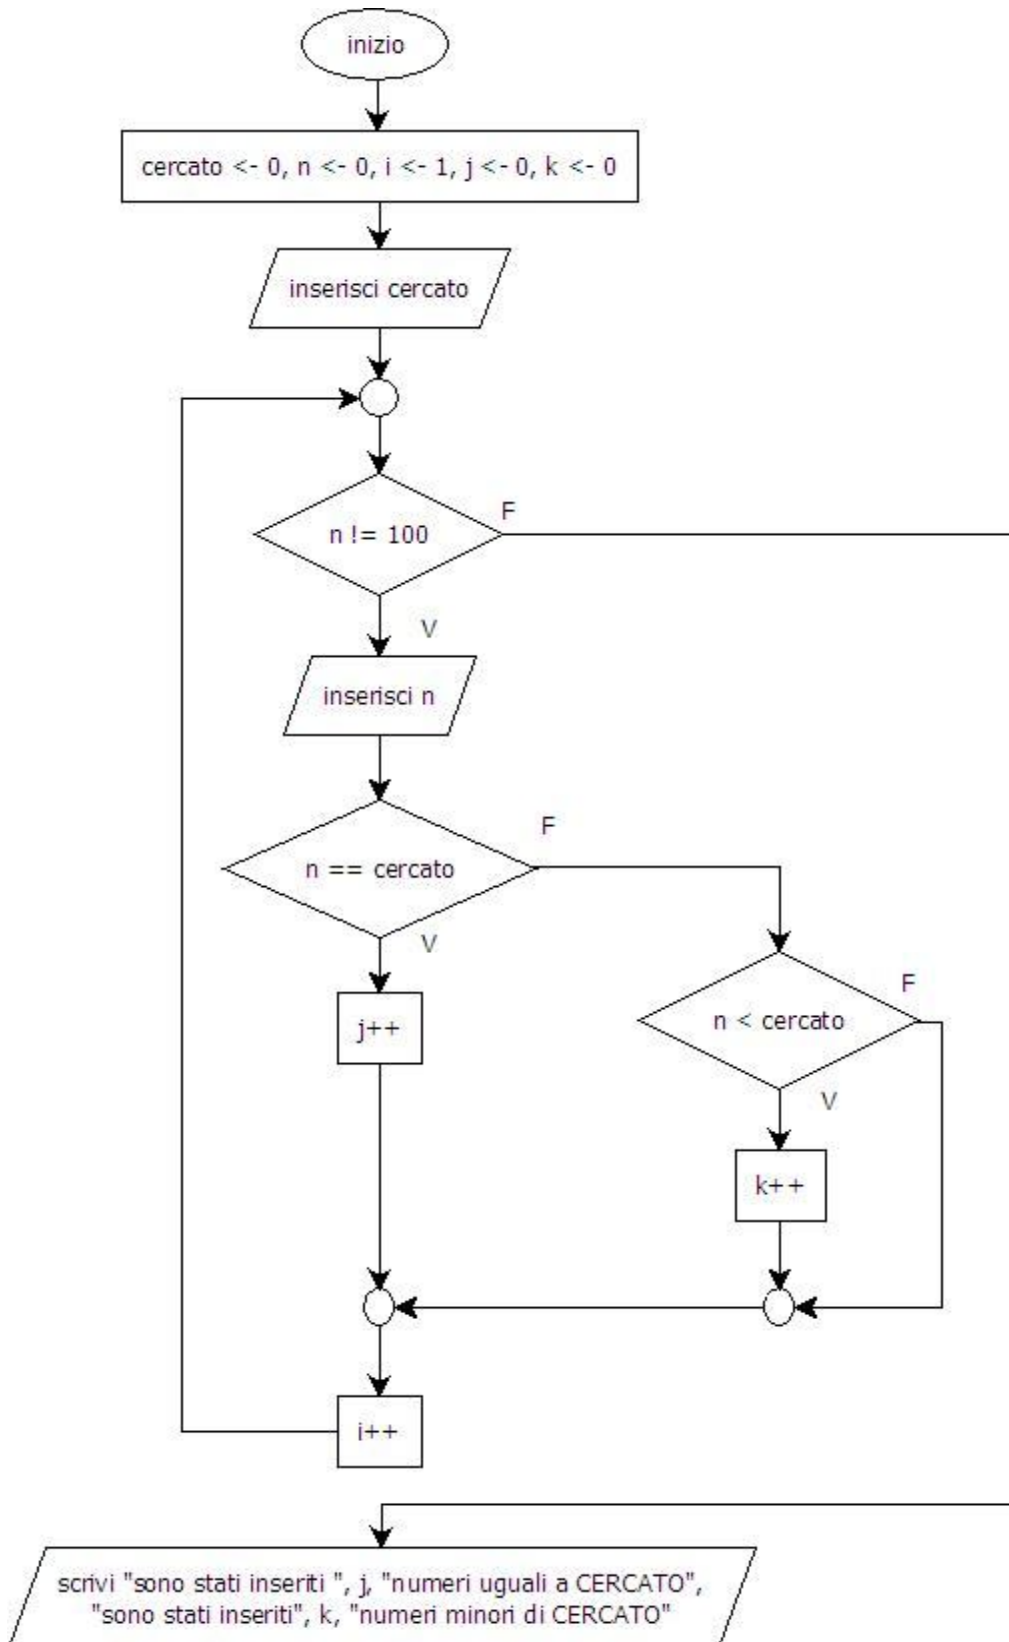 inizio
cercato <- 0, n <- 0, i <- 1, j <- 0, k <- 0
inserisci cercato
n != 100
F
V
inserisci n
n == cercato
F
V
j++
n < cercato
F
V
k++
i++
scrivi "sono stati inseriti ", j, "numeri uguali a CERCATO",
"sono stati inseriti", k, "numeri minori di CERCATO"